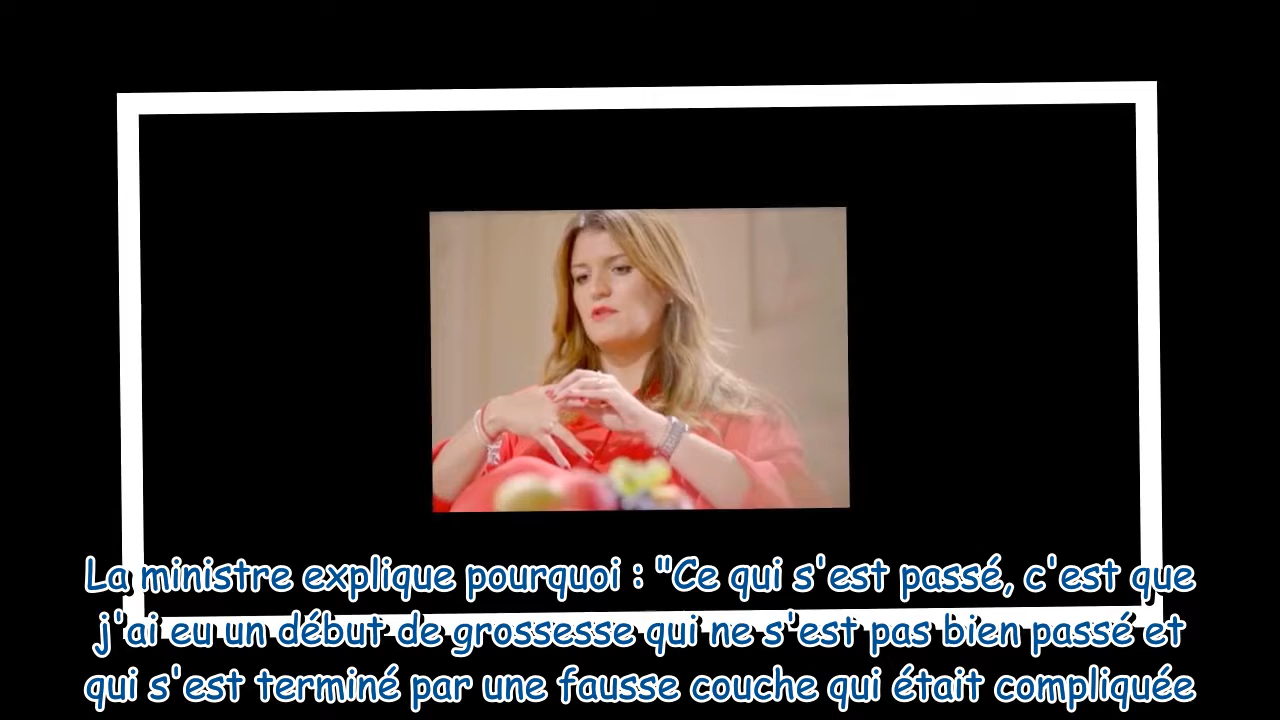 La ministre explique pourquoi : "Ce qui s'est passé, c'est que
j'ai eu un début de grossesse qui ne s'est pas bien passé et
qui s'est terminé par une fausse couche qui était compliquée